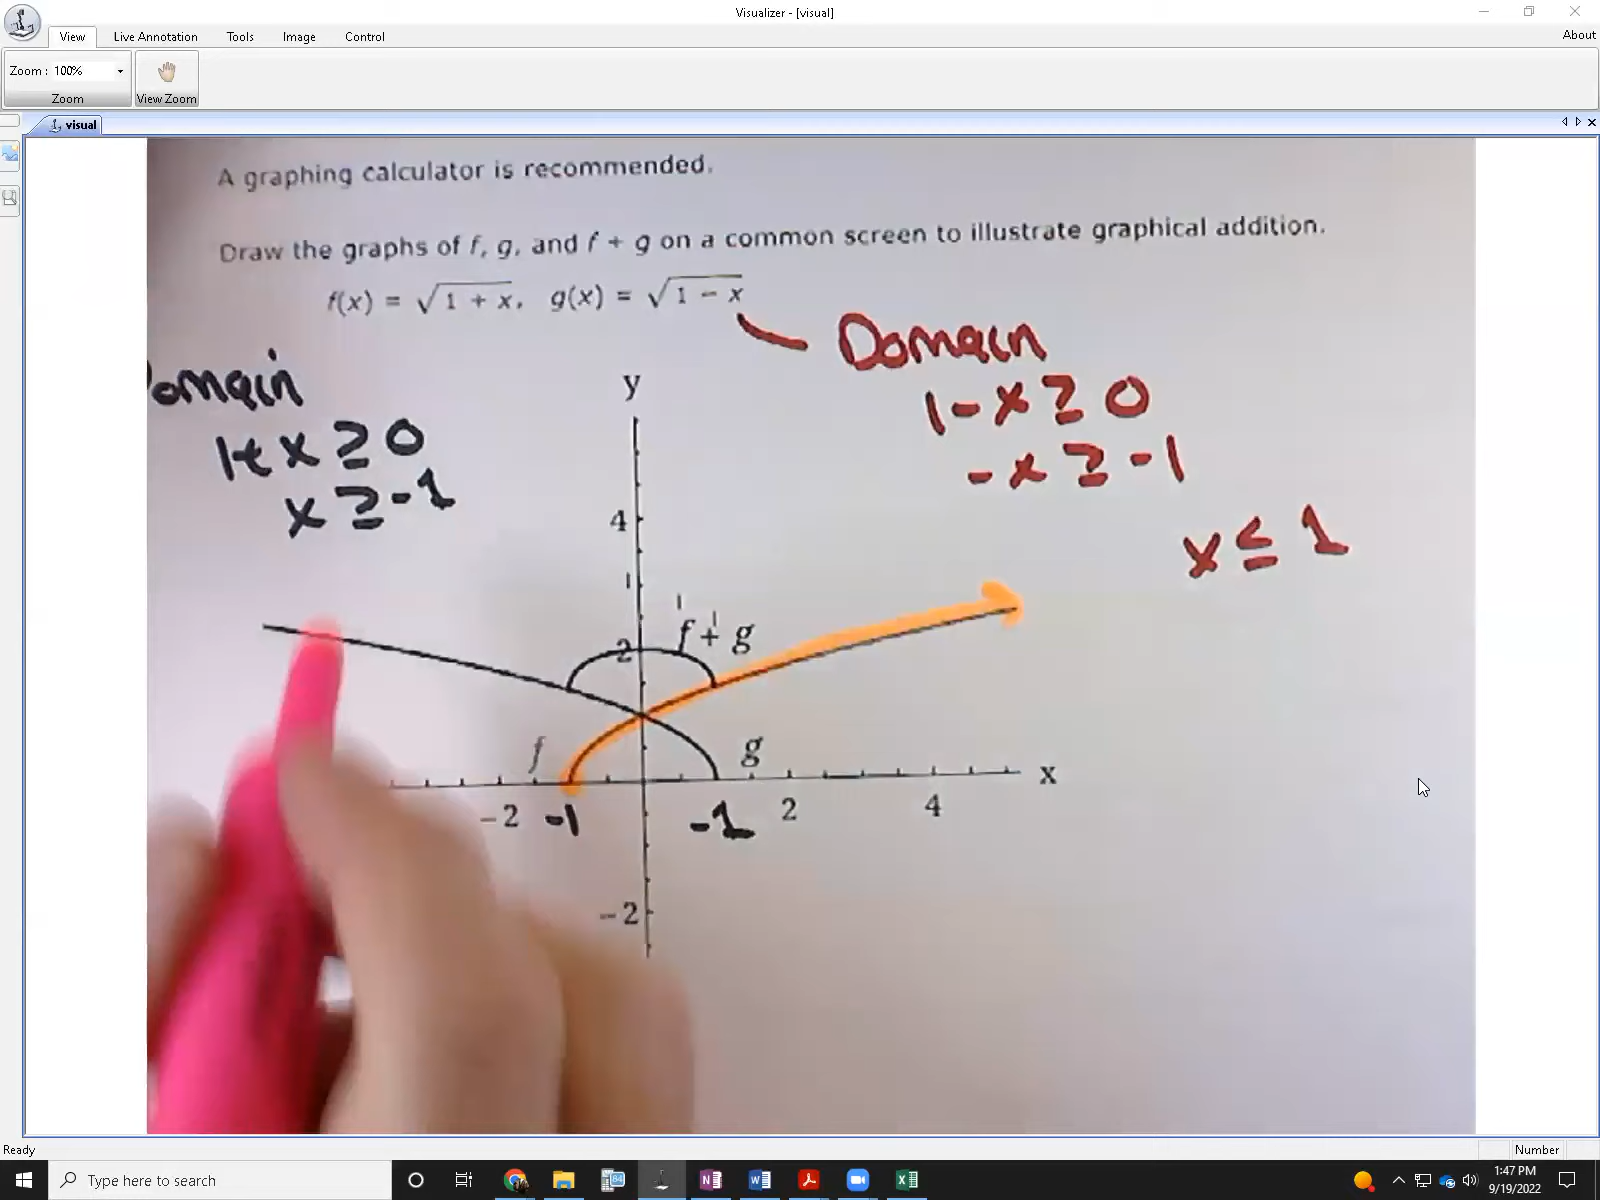 Visualizer - [visual]
View Live Annotation Tools Image Control About
Zoom : 100%
Zoom View Zoom
visual
A graphing calculator is recommended.
Draw the graphs of f, g, and f + g on a common screen to illustrate graphical addition.
f(x) = √1 + x, g(x) = √1 − x
Domain
1-x ≥ 0
-x ≥ -1
x ≤ 1
omain
1+x ≥ 0
x ≥ -1
y
4
f + g
2
f g
x
-2 -1 -1 2 4
-2
Ready Number
Type here to search
1:47 PM
9/19/2022